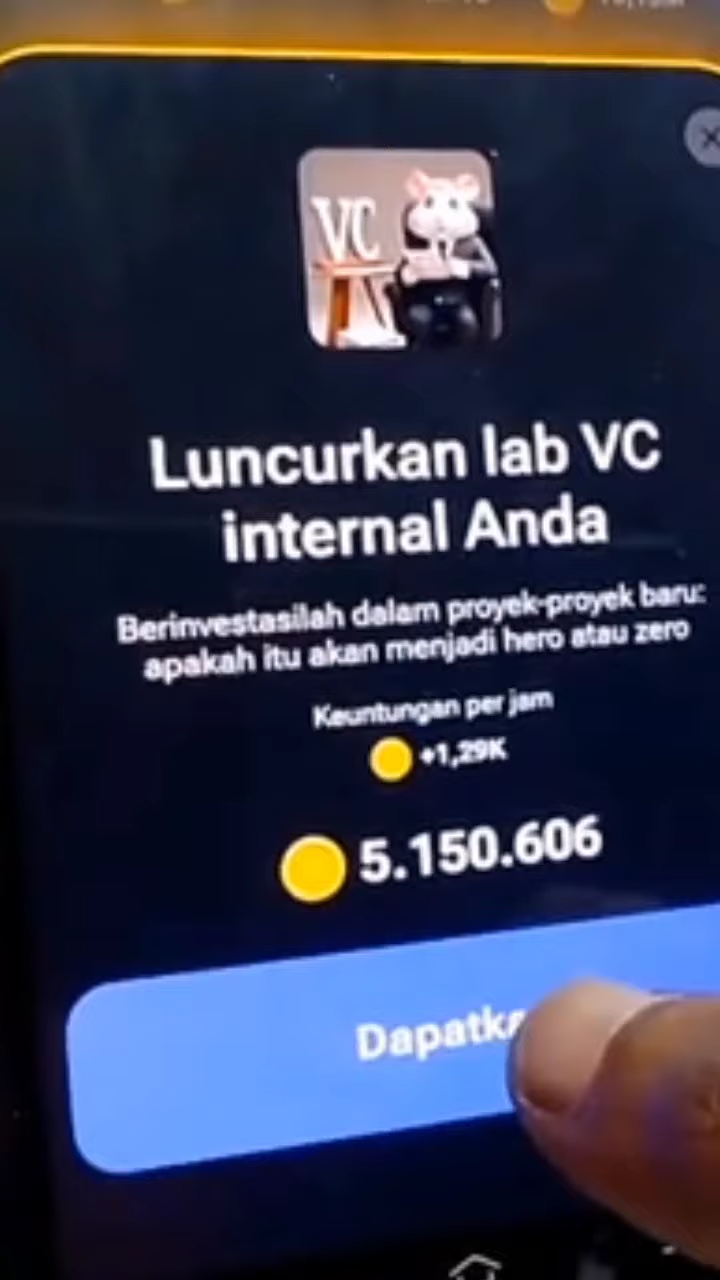 VC
Luncurkan lab VC
internal Anda
Berinvestasilah dalam proyek-proyek baru:
apakah itu akan menjadi hero atau zero
Keuntungan per jam
+1,29K
5.150.606